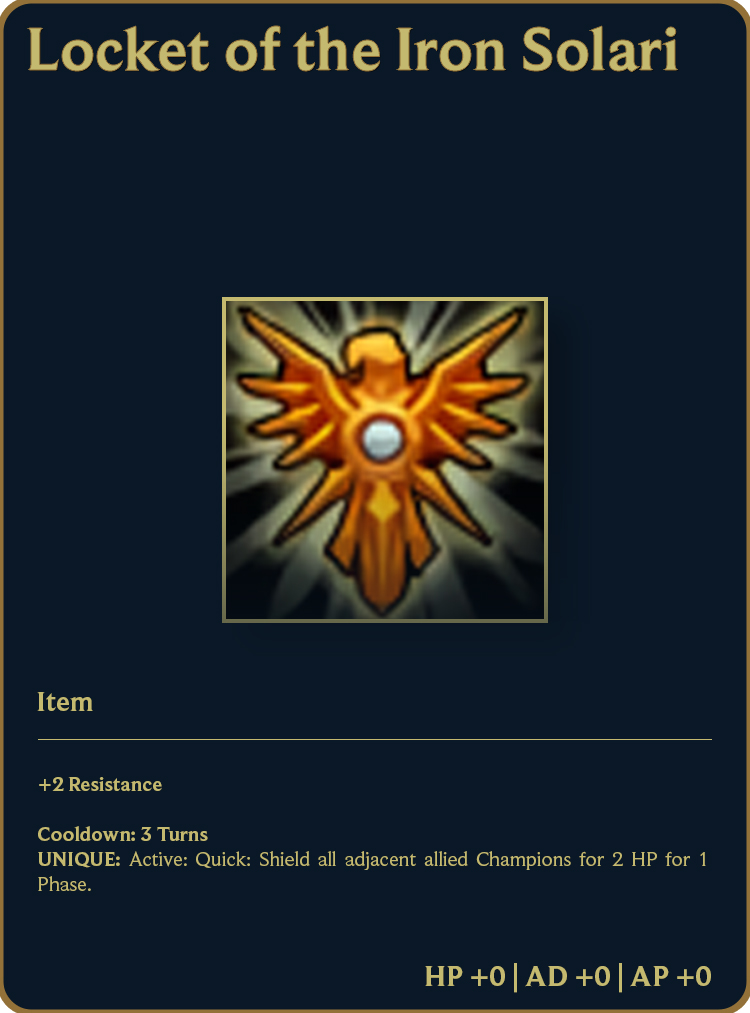 Locket of the Iron Solari
Item
+2 Resistance
Cooldown: 3 Turns
UNIQUE: Active: Quick: Shield all adjacent allied Champions for 2 HP for 1
Phase.
HP +0 | AD +0 | AP +0